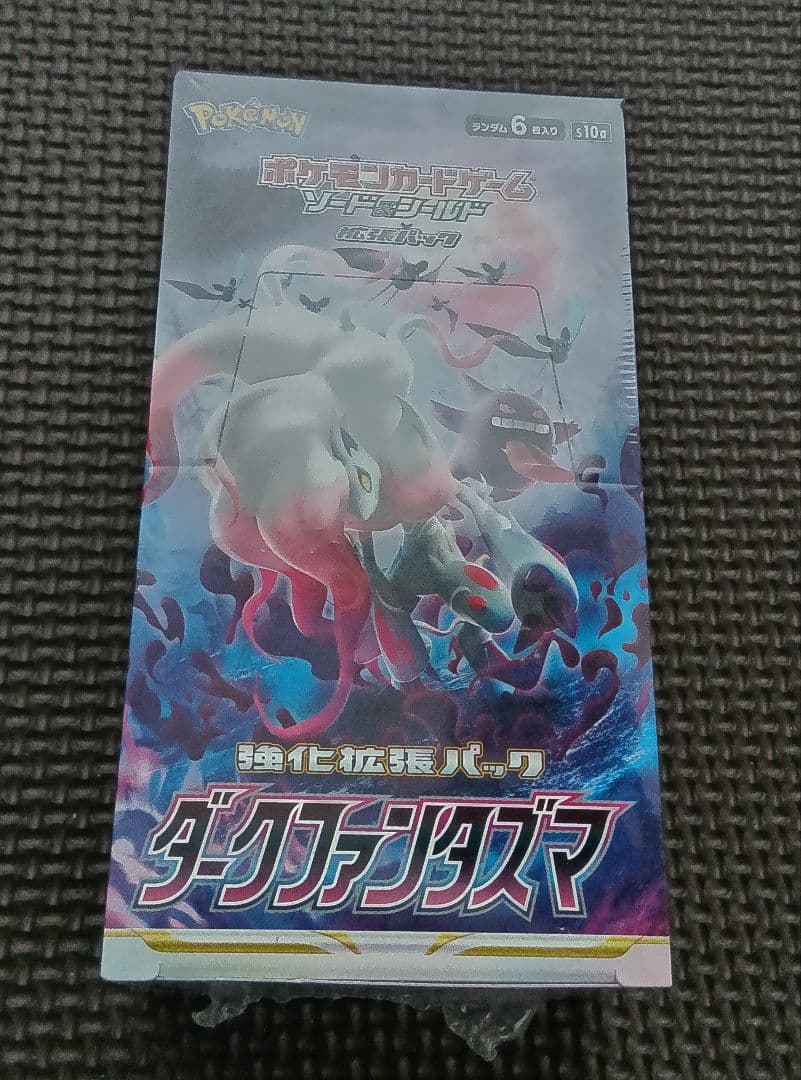 Pokémon
ランダム6枚入り s10a
ポケモンカードゲーム
ソード&シールド
拡張パック
強化拡張パック
ダークファンタズマ